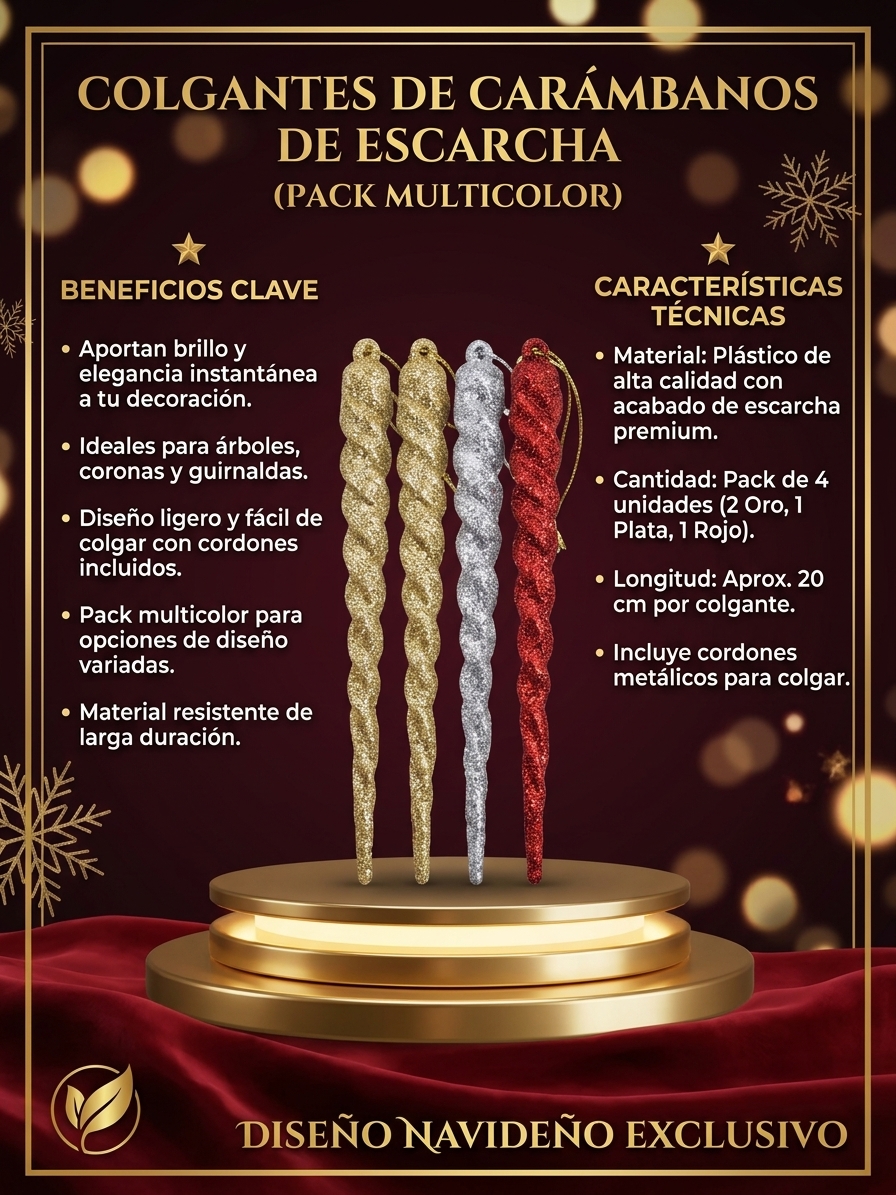 COLGANTES DE CARÁMBANOS
DE ESCARCHA
(PACK MULTICOLOR)
BENEFICIOS CLAVE
• Aportan brillo y
elegancia instantánea
a tu decoración.
• Ideales para árboles,
coronas y guirnaldas.
• Diseño ligero y fácil de
colgar con cordones
incluidos.
• Pack multicolor para
opciones de diseño
variadas.
• Material resistente de
larga duración.
CARACTERÍSTICAS
TÉCNICAS
• Material: Plástico de
alta calidad con
acabado de escarcha
premium.
• Cantidad: Pack de 4
unidades (2 Oro, 1
Plata, 1 Rojo).
• Longitud: Aprox. 20
cm por colgante.
• Incluye cordones
metálicos para colgar.
DISEÑO NAVIDEÑO EXCLUSIVO